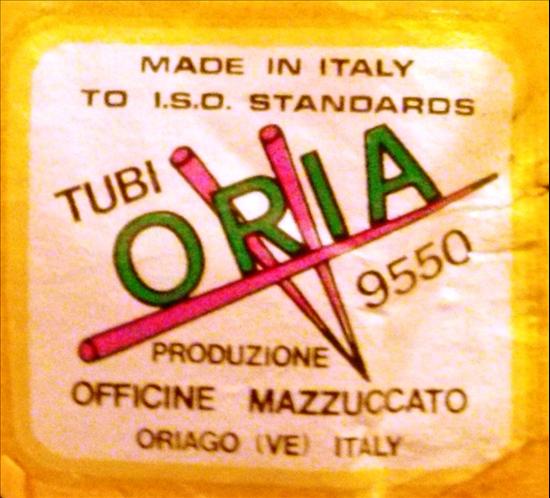 MADE IN ITALY
TO I.S.O. STANDARDS
TUBI
ORIA
9550
PRODUZIONE
OFFICINE MAZZUCCATO
ORIAGO (VE) ITALY